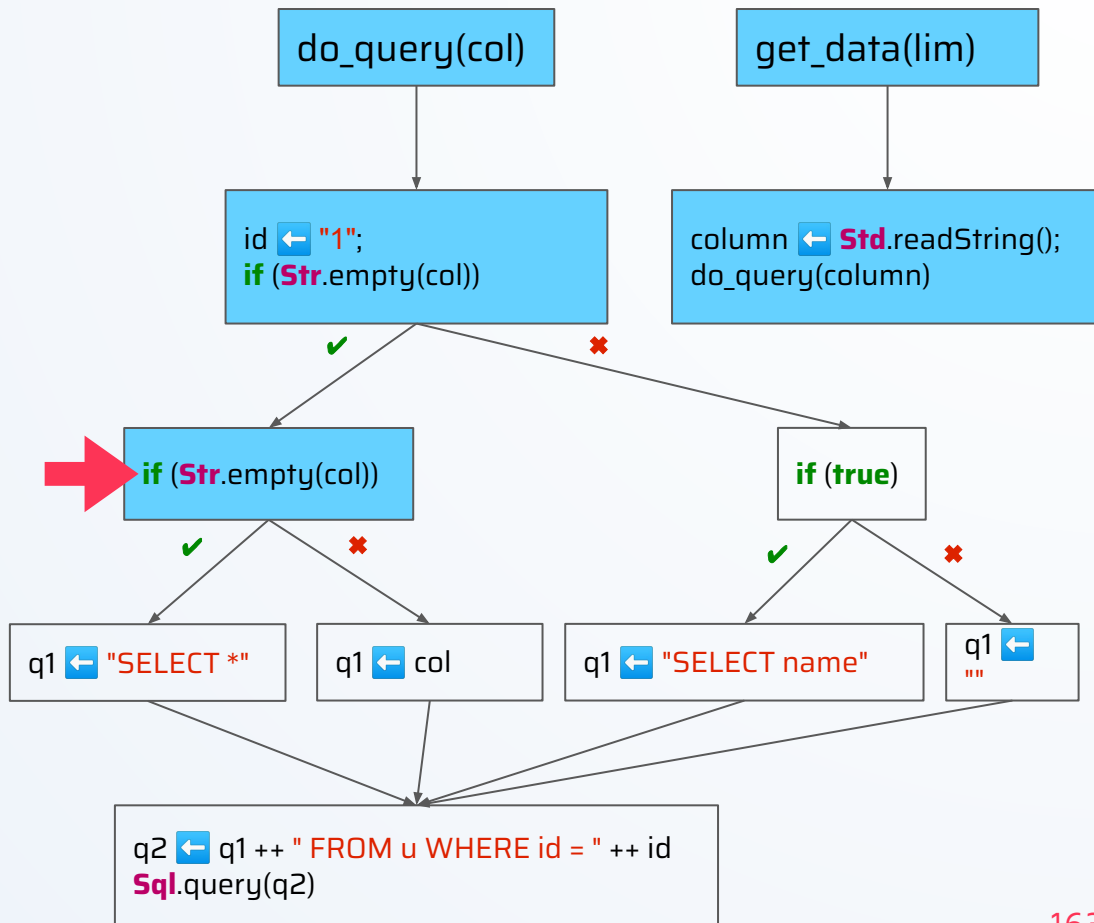 do_query(col)
get_data(lim)
id ⬅ "1";
if (Str.empty(col))
column ⬅ Std.readString();
do_query(column)
✔
✖
if (Str.empty(col))
if (true)
✔
✖
✔
✖
q1 ⬅ "SELECT *"
q1 ⬅ col
q1 ⬅ "SELECT name"
q1 ⬅
""
q2 ⬅ q1 ++ " FROM u WHERE id = " ++ id
Sql.query(q2)